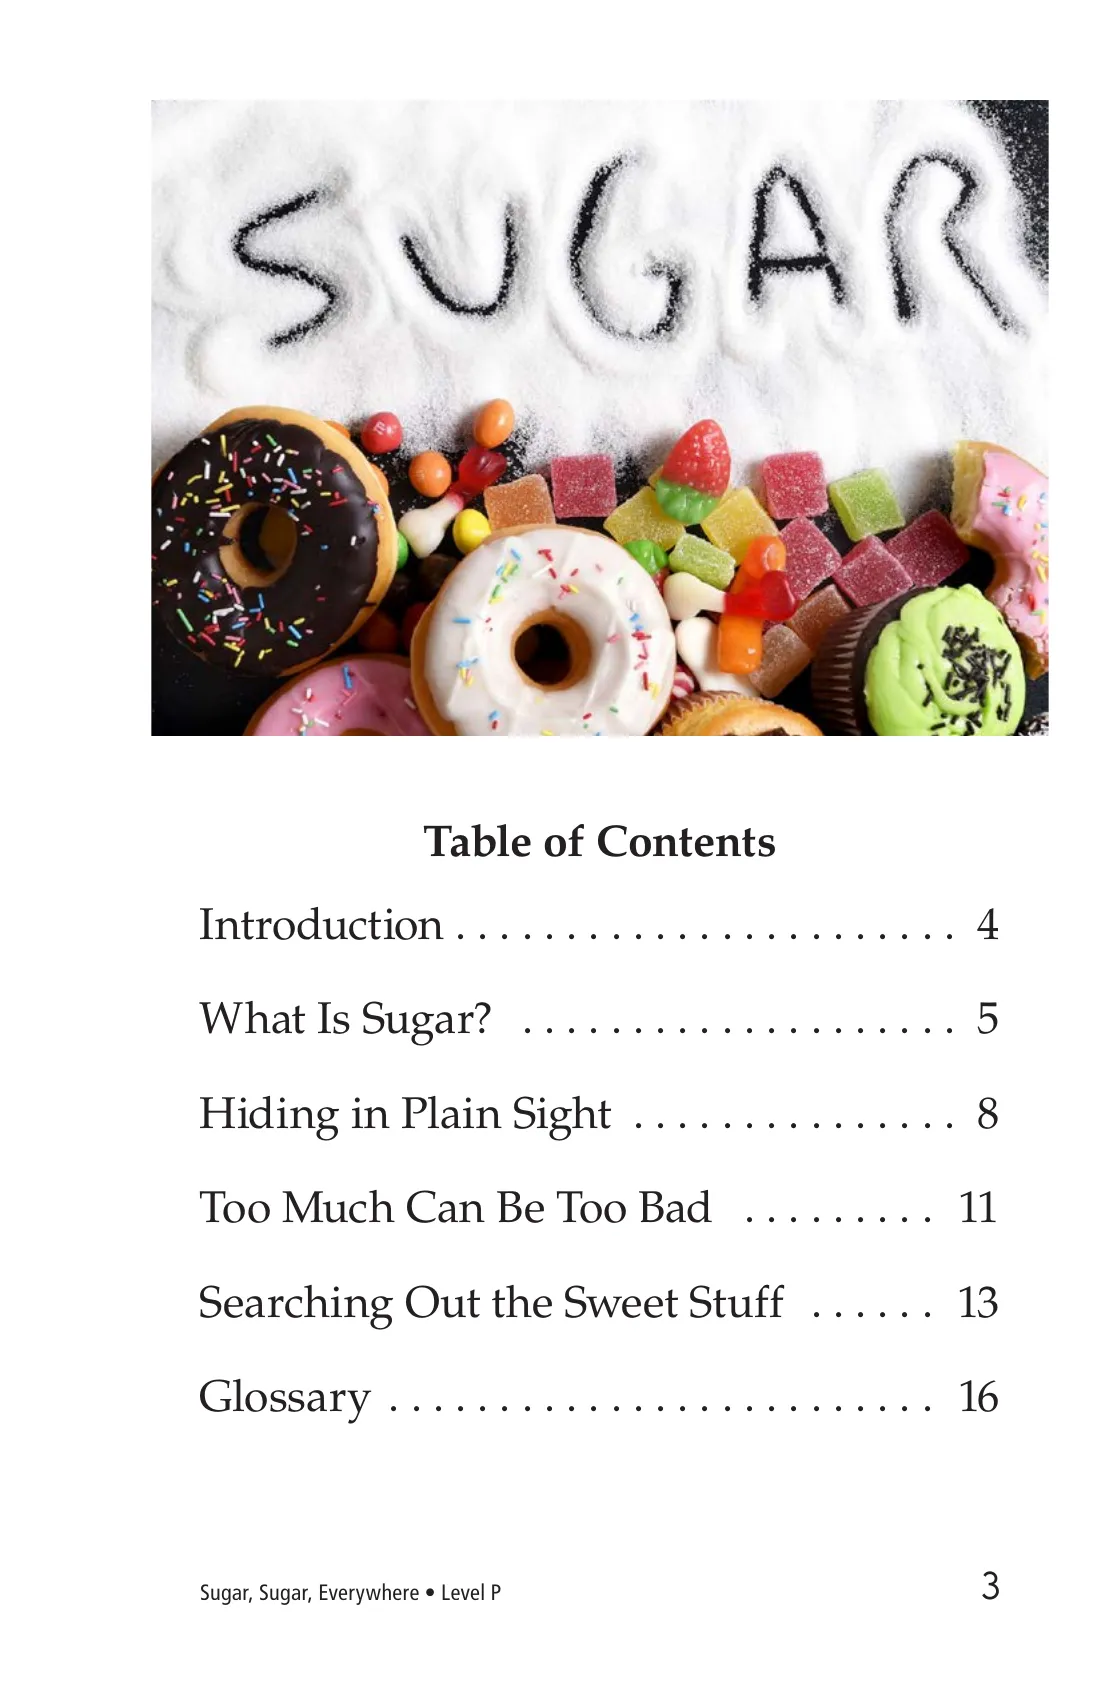 SUGAR
Table of Contents
Introduction . . . . . . . . . . . . . . . . . . . . . . . 4
What Is Sugar? . . . . . . . . . . . . . . . . . . . . 5
Hiding in Plain Sight . . . . . . . . . . . . . . . 8
Too Much Can Be Too Bad . . . . . . . . . 11
Searching Out the Sweet Stuff . . . . . . 13
Glossary . . . . . . . . . . . . . . . . . . . . . . . . . 16
Sugar, Sugar, Everywhere • Level P 3